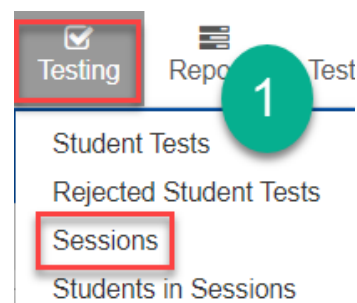 Testing
1
Student Tests
Rejected Student Tests
Sessions
Students in Sessions